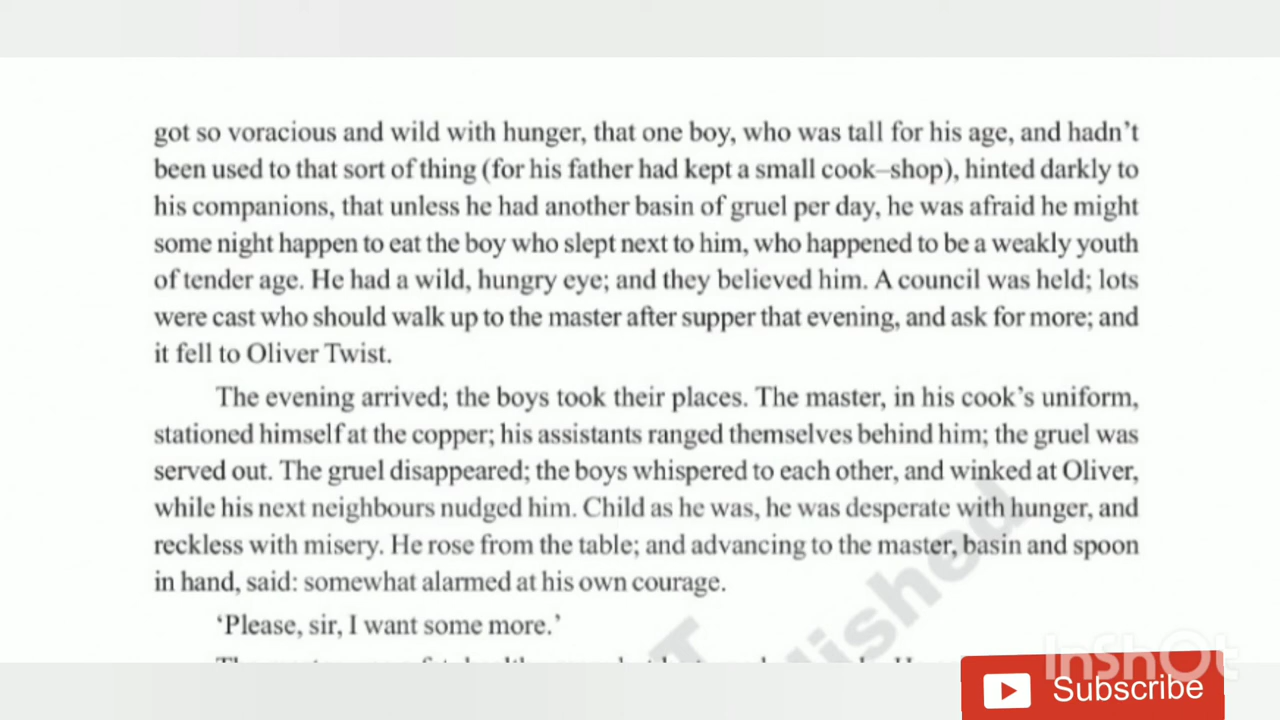 got so voracious and wild with hunger, that one boy, who was tall for his age, and hadn’t
been used to that sort of thing (for his father had kept a small cook–shop), hinted darkly to
his companions, that unless he had another basin of gruel per day, he was afraid he might
some night happen to eat the boy who slept next to him, who happened to be a weakly youth
of tender age. He had a wild, hungry eye; and they believed him. A council was held; lots
were cast who should walk up to the master after supper that evening, and ask for more; and
it fell to Oliver Twist.
The evening arrived; the boys took their places. The master, in his cook’s uniform,
stationed himself at the copper; his assistants ranged themselves behind him; the gruel was
served out. The gruel disappeared; the boys whispered to each other, and winked at Oliver,
while his next neighbours nudged him. Child as he was, he was desperate with hunger, and
reckless with misery. He rose from the table; and advancing to the master, basin and spoon
in hand, said: somewhat alarmed at his own courage.
‘Please, sir, I want some more.’
InShOt
Subscribe